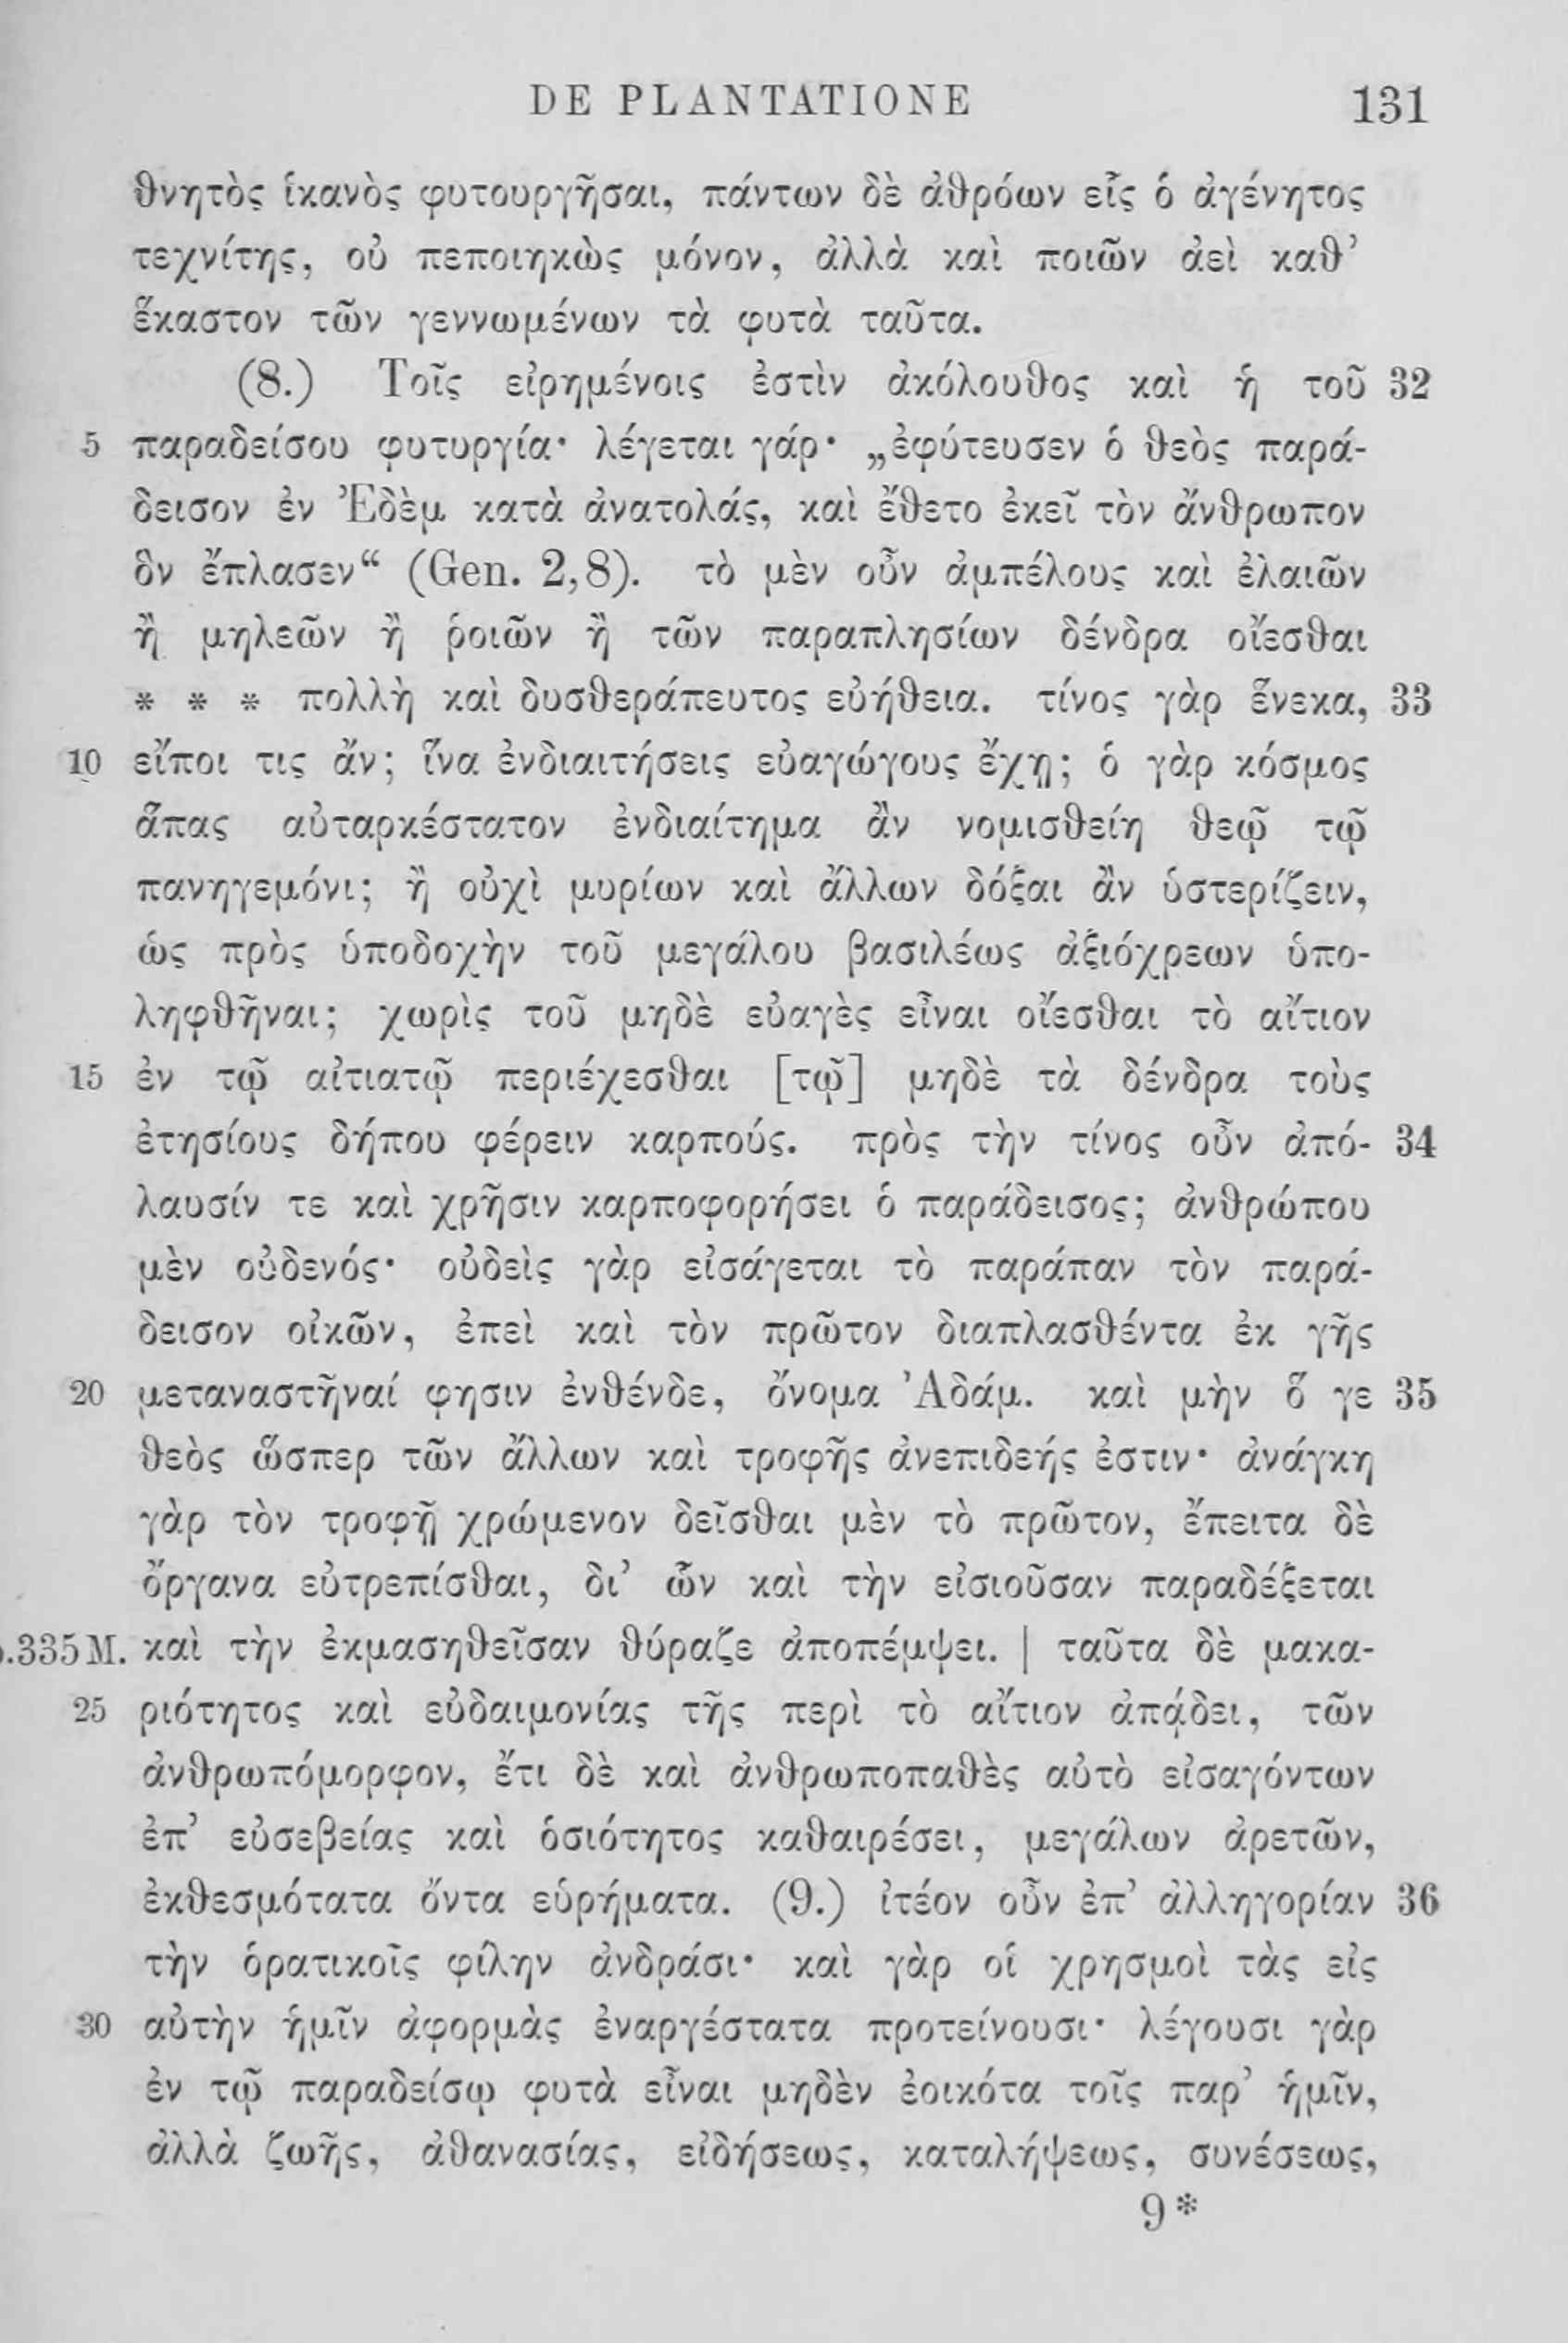 DE PLANTATIONE 131
θνητὸς ἱκανὸς φυτουργῆσαι, πάντων δὲ ἀθρόων εἷς ὁ ἀγένητος
τεχνίτης, οὐ πεποιηκὼς μόνον, ἀλλὰ καὶ ποιῶν ἀεὶ καθ’
ἕκαστον τῶν γεννωμένων τὰ φυτὰ ταῦτα.
(8.) Τοῖς εἰρημένοις ἐστὶν ἀκόλουθος καὶ ἡ τοῦ 32
5 παραδείσου φυτυργία· λέγεται γάρ· „ἐφύτευσεν ὁ θεὸς παρά-
δεισον ἐν Ἐδὲμ κατὰ ἀνατολάς, καὶ ἔθετο ἐκεῖ τὸν ἄνθρωπον
ὃν ἔπλασεν“ (Gen. 2,8). τὸ μὲν οὖν ἀμπέλους καὶ ἐλαιῶν
ἢ μηλεῶν ἢ ῥοιῶν ἢ τῶν παραπλησίων δένδρα οἴεσθαι
* * * πολλὴ καὶ δυσθεράπευτος εὐήθεια. τίνος γὰρ ἕνεκα, 33
10 εἴποι τις ἄν; ἵνα ἐνδιαιτήσεις εὐαγώγους ἔχῃ; ὁ γὰρ κόσμος
ἅπας αὐταρκέστατον ἐνδιαίτημα ἂν νομισθείη θεῷ τῷ
πανηγεμόνι; ἢ οὐχὶ μυρίων καὶ ἄλλων δόξαι ἂν ὑστερίζειν,
ὡς πρὸς ὑποδοχὴν τοῦ μεγάλου βασιλέως ἀξιόχρεων ὑπο-
ληφθῆναι; χωρὶς τοῦ μηδὲ εὐαγὲς εἶναι οἴεσθαι τὸ αἴτιον
15 ἐν τῷ αἰτιατῷ περιέχεσθαι [τῷ] μηδὲ τὰ δένδρα τοὺς
ἐτησίους δήπου φέρειν καρπούς. πρὸς τὴν τίνος οὖν ἀπό- 34
λαυσίν τε καὶ χρῆσιν καρποφορήσει ὁ παράδεισος; ἀνθρώπου
μὲν οὐδενός· οὐδεὶς γὰρ εἰσάγεται τὸ παράπαν τὸν παρά-
δεισον οἰκῶν, ἐπεὶ καὶ τὸν πρῶτον διαπλασθέντα ἐκ γῆς
20 μεταναστῆναί φησιν ἐνθένδε, ὄνομα Ἀδάμ. καὶ μὴν ὅ γε 35
θεὸς ὥσπερ τῶν ἄλλων καὶ τροφῆς ἀνεπιδεής ἐστιν· ἀνάγκη
γὰρ τὸν τροφῇ χρώμενον δεῖσθαι μὲν τὸ πρῶτον, ἔπειτα δὲ
ὄργανα εὐτρεπίσθαι, δι’ ὧν καὶ τὴν εἰσιοῦσαν παραδέξεται
p.335 M. καὶ τὴν ἐκμασηθεῖσαν θύραζε ἀποπέμψει. | ταῦτα δὲ μακα-
25 ριότητος καὶ εὐδαιμονίας τῆς περὶ τὸ αἴτιον ἀπᾴδει, τῶν
ἀνθρωπόμορφον, ἔτι δὲ καὶ ἀνθρωποπαθὲς αὐτὸ εἰσαγόντων
ἐπ’ εὐσεβείας καὶ ὁσιότητος καθαιρέσει, μεγάλων ἀρετῶν,
ἐκθεσμότατα ὄντα εὑρήματα. (9.) ἰτέον οὖν ἐπ’ ἀλληγορίαν 36
τὴν ὁρατικοῖς φίλην ἀνδράσι· καὶ γὰρ οἱ χρησμοὶ τὰς εἰς
30 αὐτὴν ἡμῖν ἀφορμὰς ἐναργέστατα προτείνουσι· λέγουσι γὰρ
ἐν τῷ παραδείσῳ φυτὰ εἶναι μηδὲν ἐοικότα τοῖς παρ’ ἡμῖν,
ἀλλὰ ζωῆς, ἀθανασίας, εἰδήσεως, καταλήψεως, συνέσεως,
9*